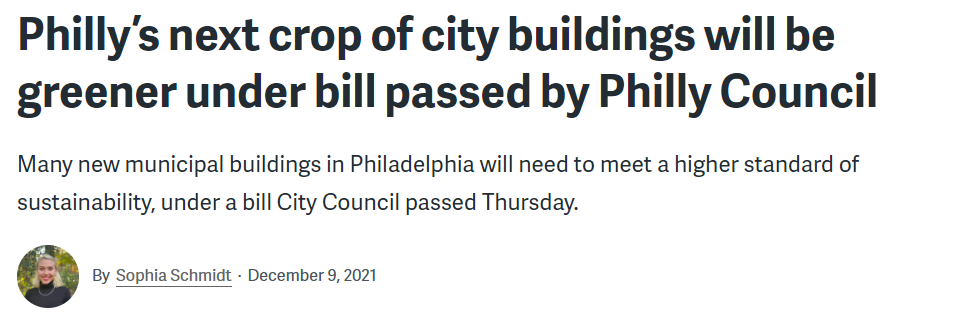 Philly’s next crop of city buildings will be
greener under bill passed by Philly Council
Many new municipal buildings in Philadelphia will need to meet a higher standard of
sustainability, under a bill City Council passed Thursday.
By Sophia Schmidt · December 9, 2021